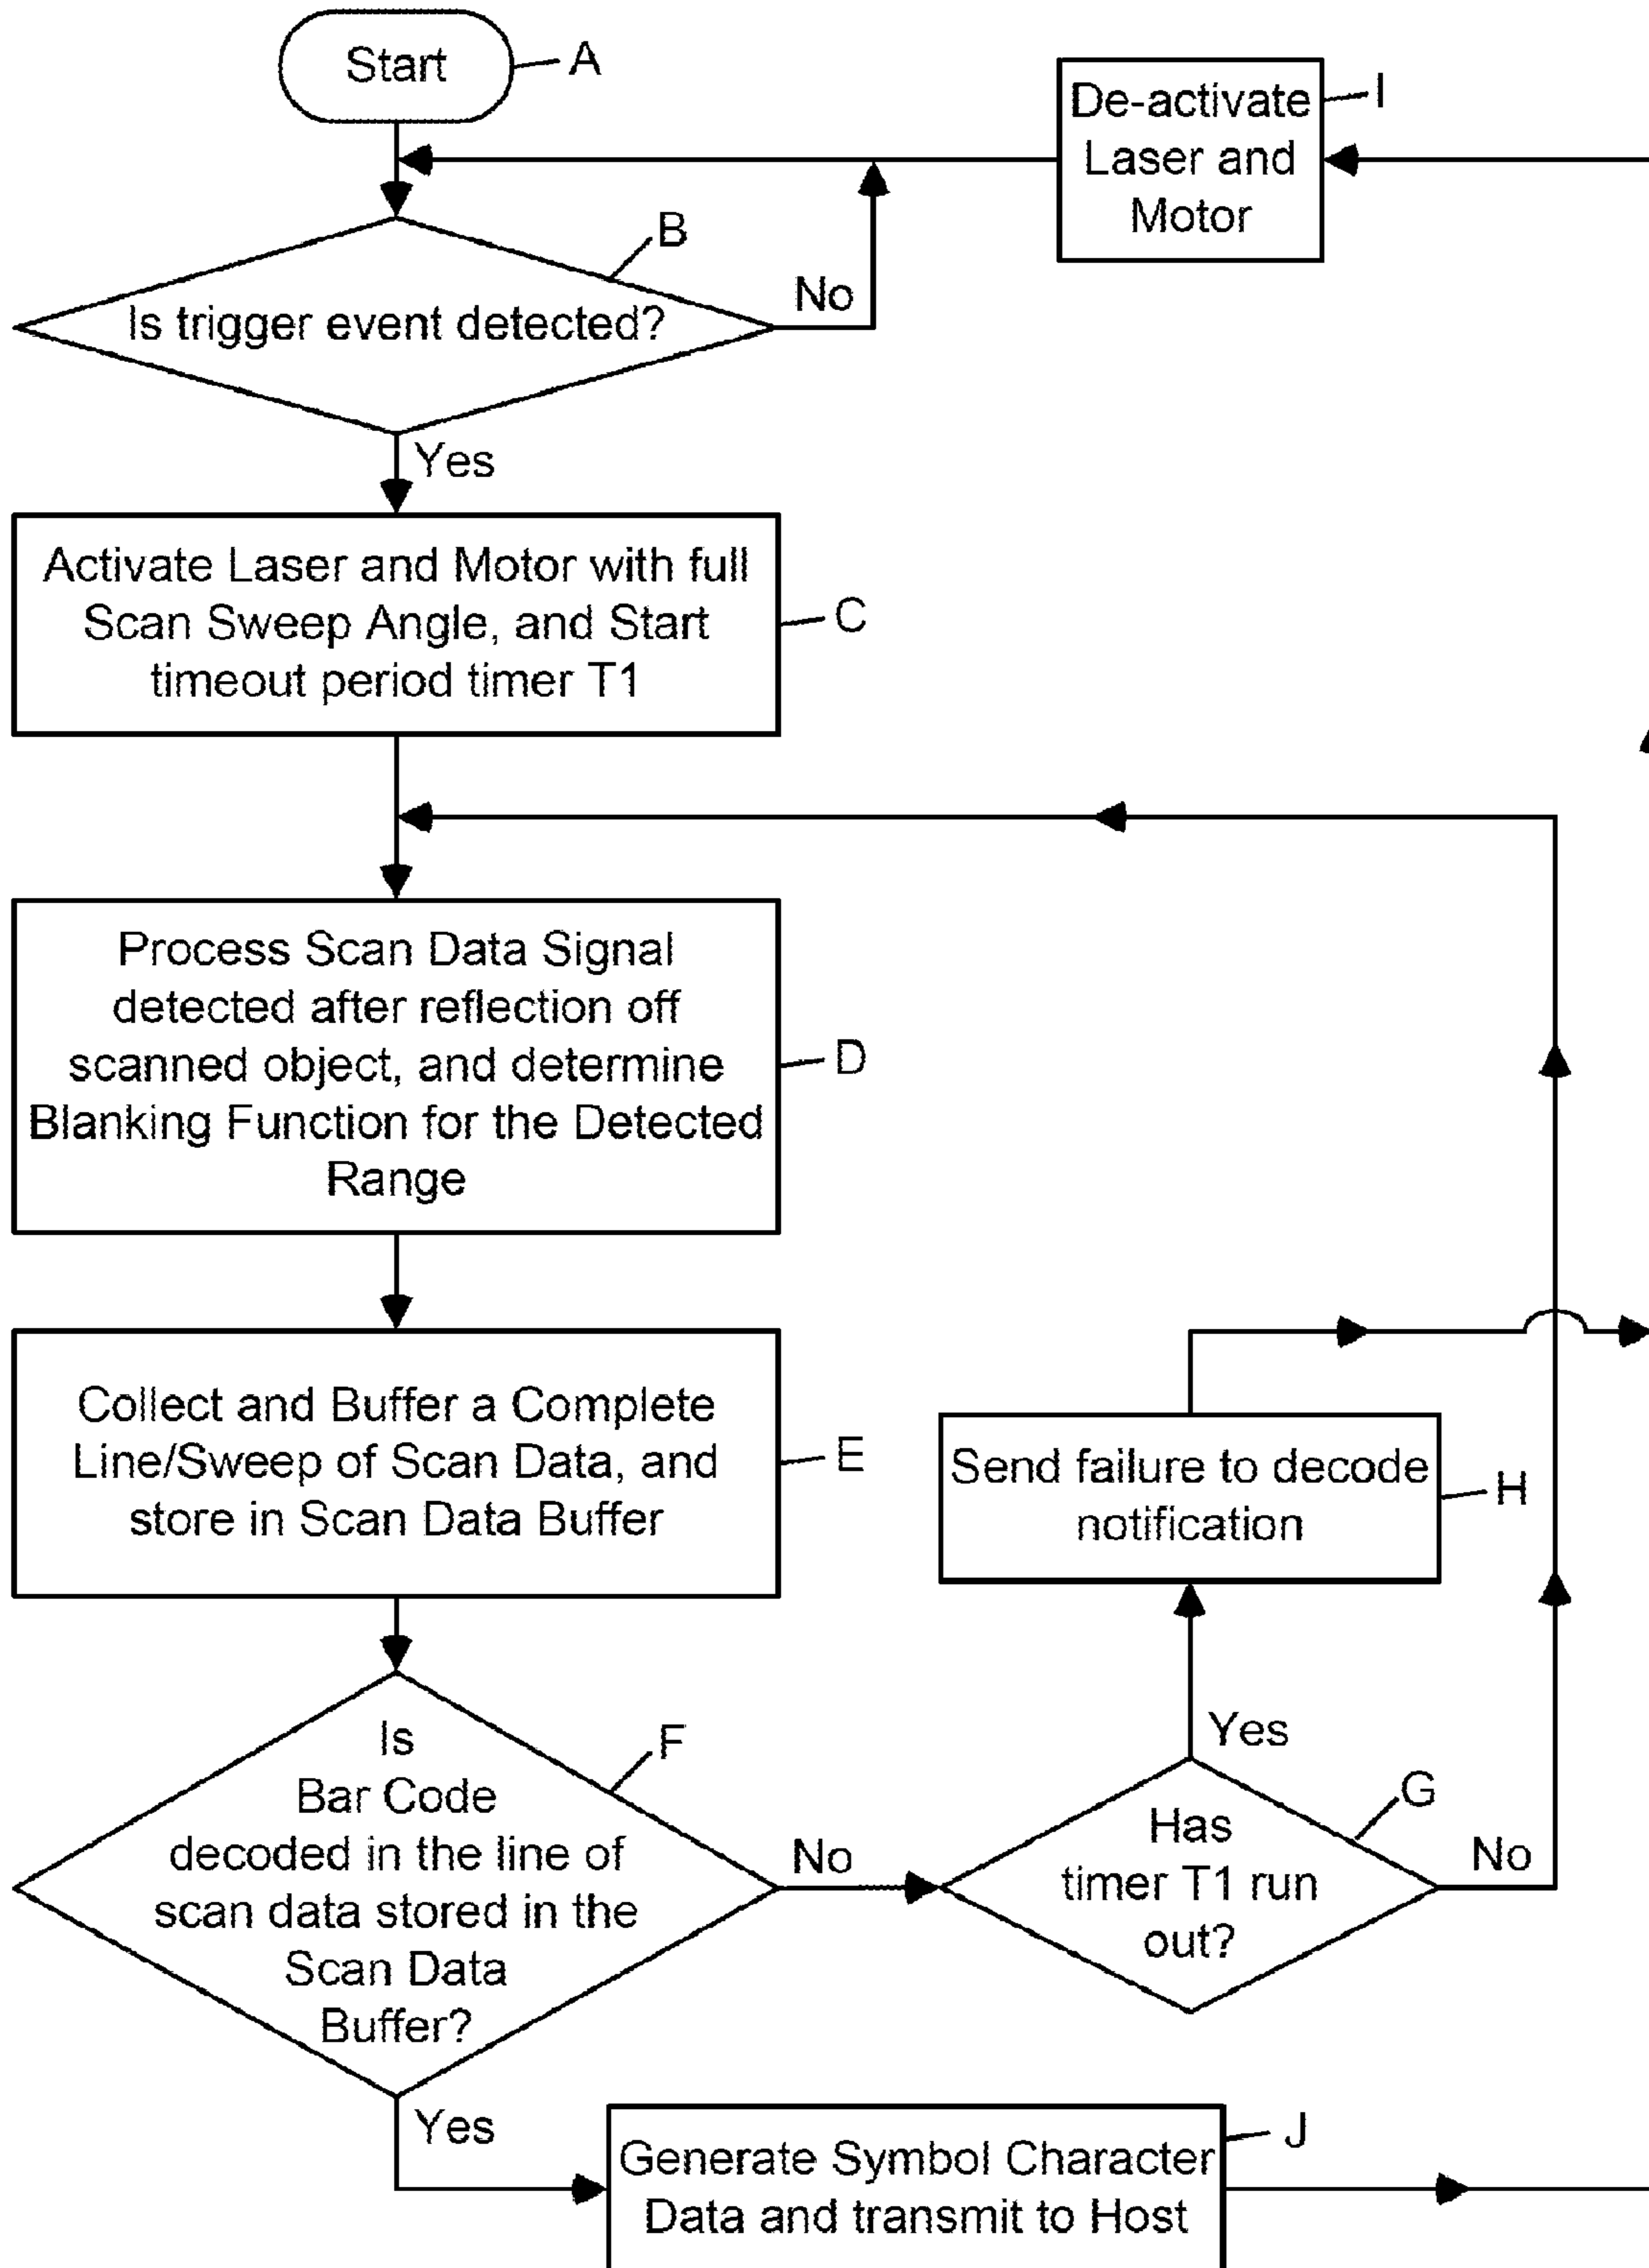 Start
A
De-activate
Laser and
Motor
I
B
Is trigger event detected?
No
Yes
Activate Laser and Motor with full
Scan Sweep Angle, and Start
timeout period timer T1
C
Process Scan Data Signal
detected after reflection off
scanned object, and determine
Blanking Function for the Detected
Range
D
Collect and Buffer a Complete
Line/Sweep of Scan Data, and
store in Scan Data Buffer
E
Send failure to decode
notification
H
Is
Bar Code
decoded in the line of
scan data stored in the
Scan Data
Buffer?
F
No
Yes
Has
timer T1 run
out?
G
No
Yes
Generate Symbol Character
Data and transmit to Host
J